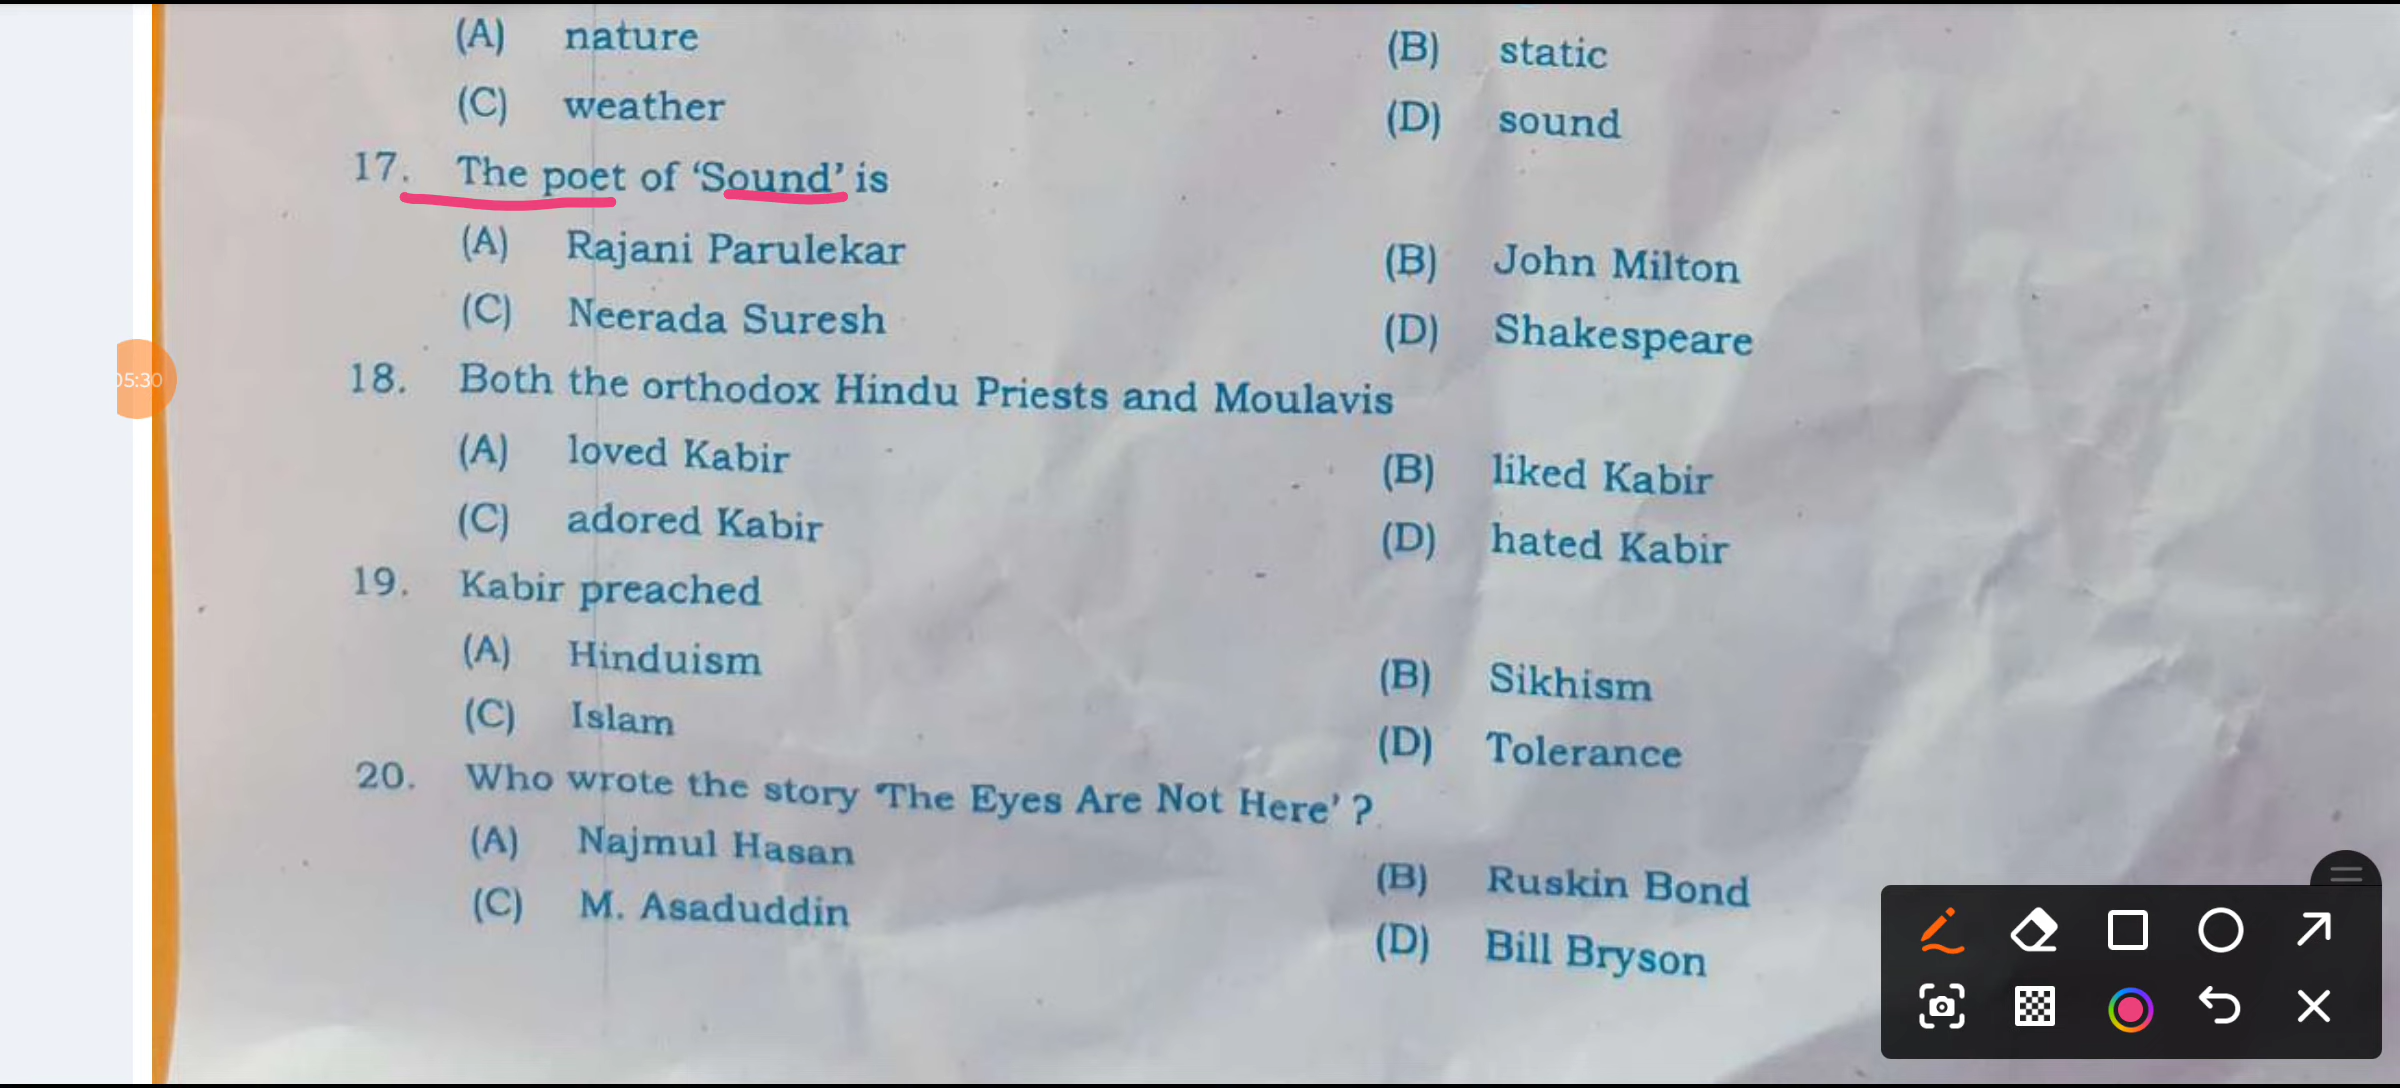 (A) nature (B) static
(C) weather (D) sound
17. The poet of ‘Sound’ is
(A) Rajani Parulekar (B) John Milton
(C) Neerada Suresh (D) Shakespeare
18. Both the orthodox Hindu Priests and Moulavis
(A) loved Kabir (B) liked Kabir
(C) adored Kabir (D) hated Kabir
19. Kabir preached
(A) Hinduism (B) Sikhism
(C) Islam (D) Tolerance
20. Who wrote the story ‘The Eyes Are Not Here’ ?
(A) Najmul Hasan (B) Ruskin Bond
(C) M. Asaduddin (D) Bill Bryson
05:30